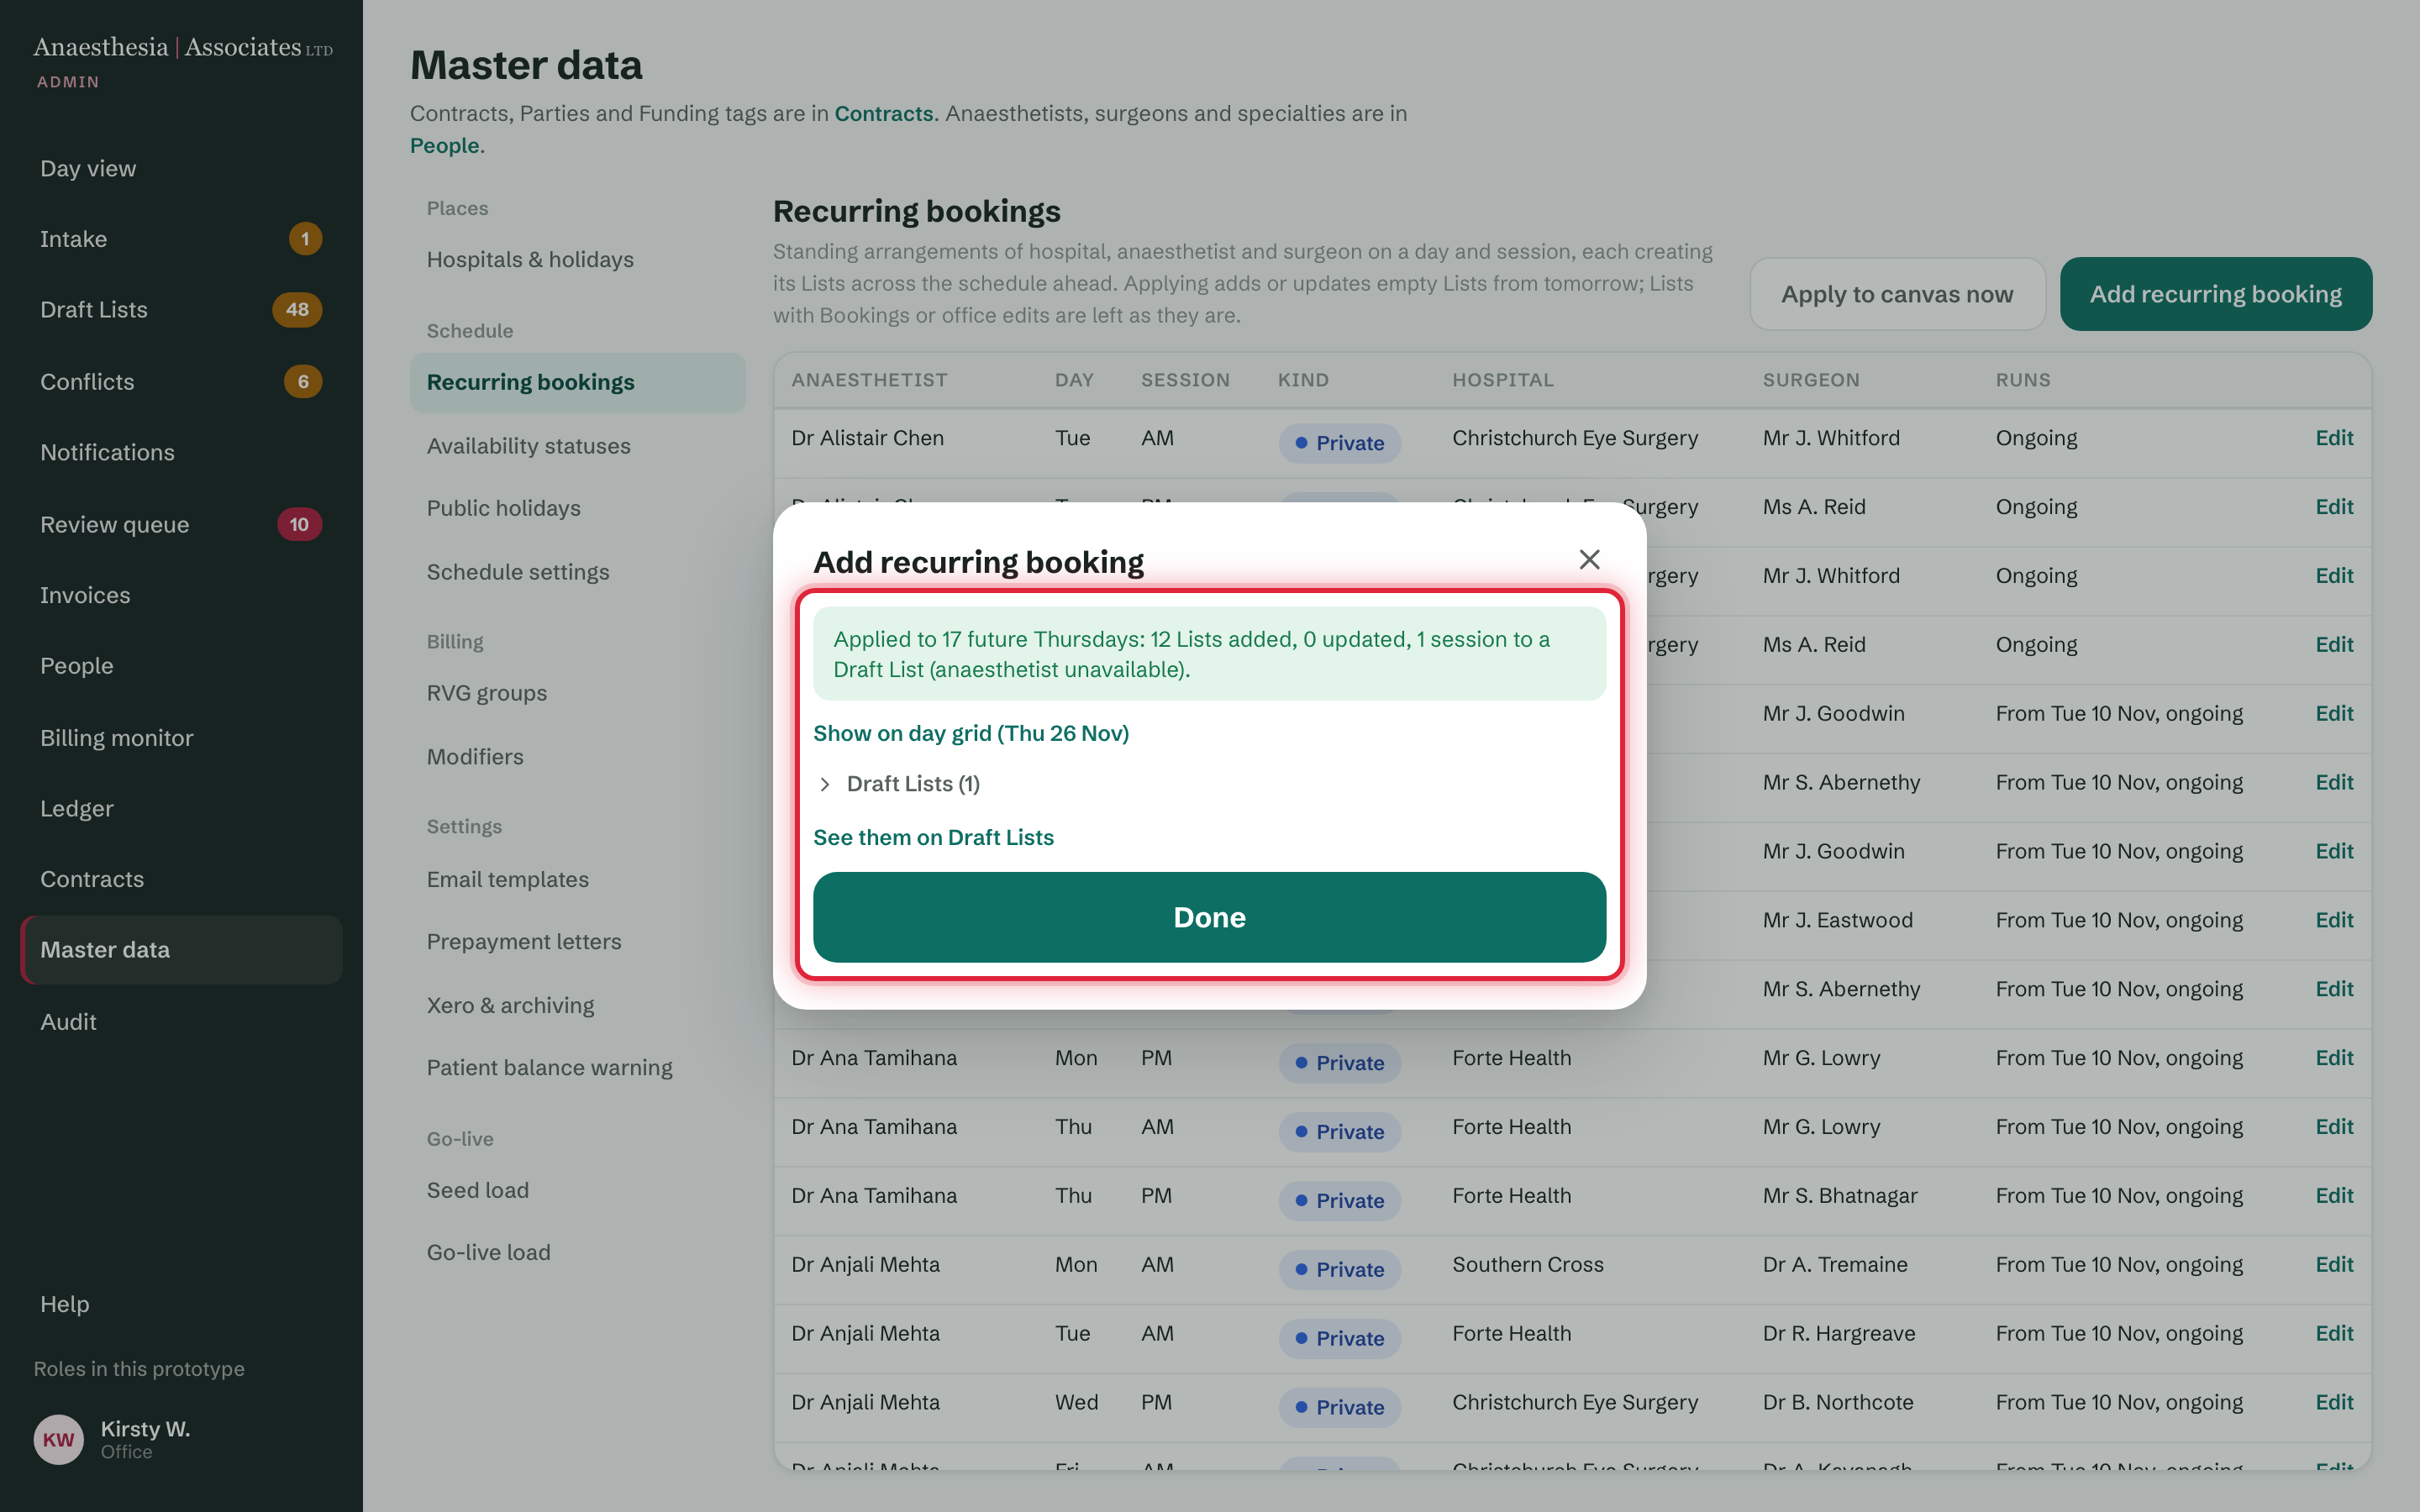 Anaesthesia | Associates LTD
ADMIN
Day view
Intake 1
Draft Lists 48
Conflicts 6
Notifications
Review queue 10
Invoices
People
Billing monitor
Ledger
Contracts
Master data
Audit
Help
Roles in this prototype
KW
Kirsty W.
Office
Master data
Contracts, Parties and Funding tags are in Contracts. Anaesthetists, surgeons and specialties are in
People.
Places
Hospitals & holidays
Schedule
Recurring bookings
Availability statuses
Public holidays
Schedule settings
Billing
RVG groups
Modifiers
Settings
Email templates
Prepayment letters
Xero & archiving
Patient balance warning
Go-live
Seed load
Go-live load
Recurring bookings
Standing arrangements of hospital, anaesthetist and surgeon on a day and session, each creating
its Lists across the schedule ahead. Applying adds or updates empty Lists from tomorrow; Lists
with Bookings or office edits are left as they are.
Apply to canvas now
Add recurring booking
ANAESTHETIST DAY SESSION KIND HOSPITAL SURGEON RUNS
Dr Alistair Chen Tue AM Private Christchurch Eye Surgery Mr J. Whitford Ongoing Edit
Surgery Ms A. Reid Ongoing Edit
Mr J. Whitford Ongoing Edit
Ms A. Reid Ongoing Edit
Mr J. Goodwin From Tue 10 Nov, ongoing Edit
Mr S. Abernethy From Tue 10 Nov, ongoing Edit
Mr J. Goodwin From Tue 10 Nov, ongoing Edit
Mr J. Eastwood From Tue 10 Nov, ongoing Edit
Mr S. Abernethy From Tue 10 Nov, ongoing Edit
Dr Ana Tamihana Mon PM Private Forte Health Mr G. Lowry From Tue 10 Nov, ongoing Edit
Dr Ana Tamihana Thu AM Private Forte Health Mr G. Lowry From Tue 10 Nov, ongoing Edit
Dr Ana Tamihana Thu PM Private Forte Health Mr S. Bhatnagar From Tue 10 Nov, ongoing Edit
Dr Anjali Mehta Mon AM Private Southern Cross Dr A. Tremaine From Tue 10 Nov, ongoing Edit
Dr Anjali Mehta Tue AM Private Forte Health Dr R. Hargreave From Tue 10 Nov, ongoing Edit
Dr Anjali Mehta Wed PM Private Christchurch Eye Surgery Dr B. Northcote From Tue 10 Nov, ongoing Edit
Dr Anjali Mehta Fri AM Christchurch Eye Surgery Dr A. Kavanagh From Tue 10 Nov, ongoing Edit
Add recurring booking
Applied to 17 future Thursdays: 12 Lists added, 0 updated, 1 session to a
Draft List (anaesthetist unavailable).
Show on day grid (Thu 26 Nov)
Draft Lists (1)
See them on Draft Lists
Done